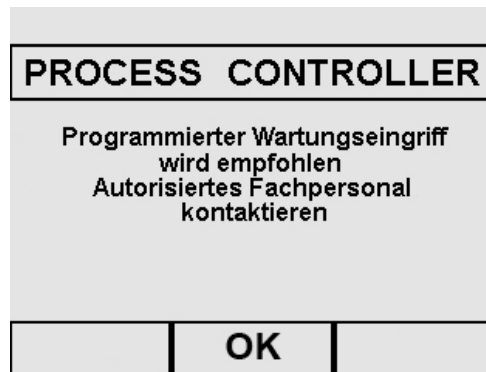 PROCESS CONTROLLER
Programmierter Wartungseingriff
wird empfohlen
Autorisiertes Fachpersonal
kontaktieren
OK